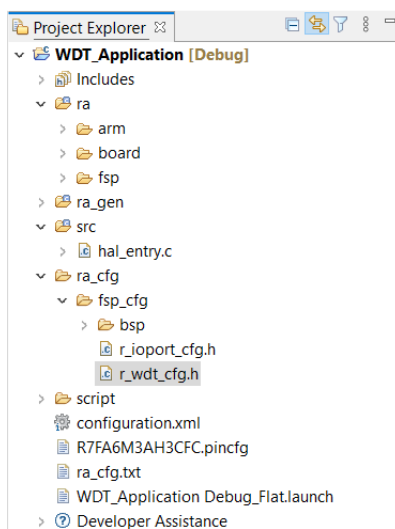 Project Explorer
WDT_Application [Debug]
Includes
ra
arm
board
fsp
ra_gen
src
hal_entry.c
ra_cfg
fsp_cfg
bsp
r_ioport_cfg.h
r_wdt_cfg.h
script
configuration.xml
R7FA6M3AH3CFC.pincfg
ra_cfg.txt
WDT_Application Debug_Flat.launch
Developer Assistance